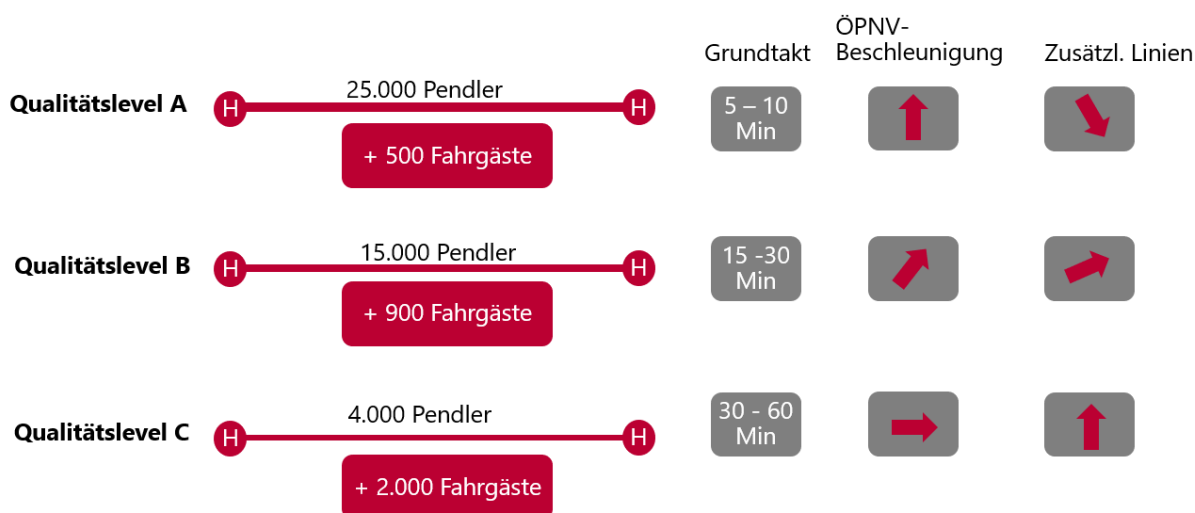 Grundtakt
ÖPNV-
Beschleunigung
Zusätzl. Linien
Qualitätslevel A
H
25.000 Pendler
H
+ 500 Fahrgäste
5 – 10
Min
Qualitätslevel B
H
15.000 Pendler
H
+ 900 Fahrgäste
15 -30
Min
Qualitätslevel C
H
4.000 Pendler
H
+ 2.000 Fahrgäste
30 - 60
Min